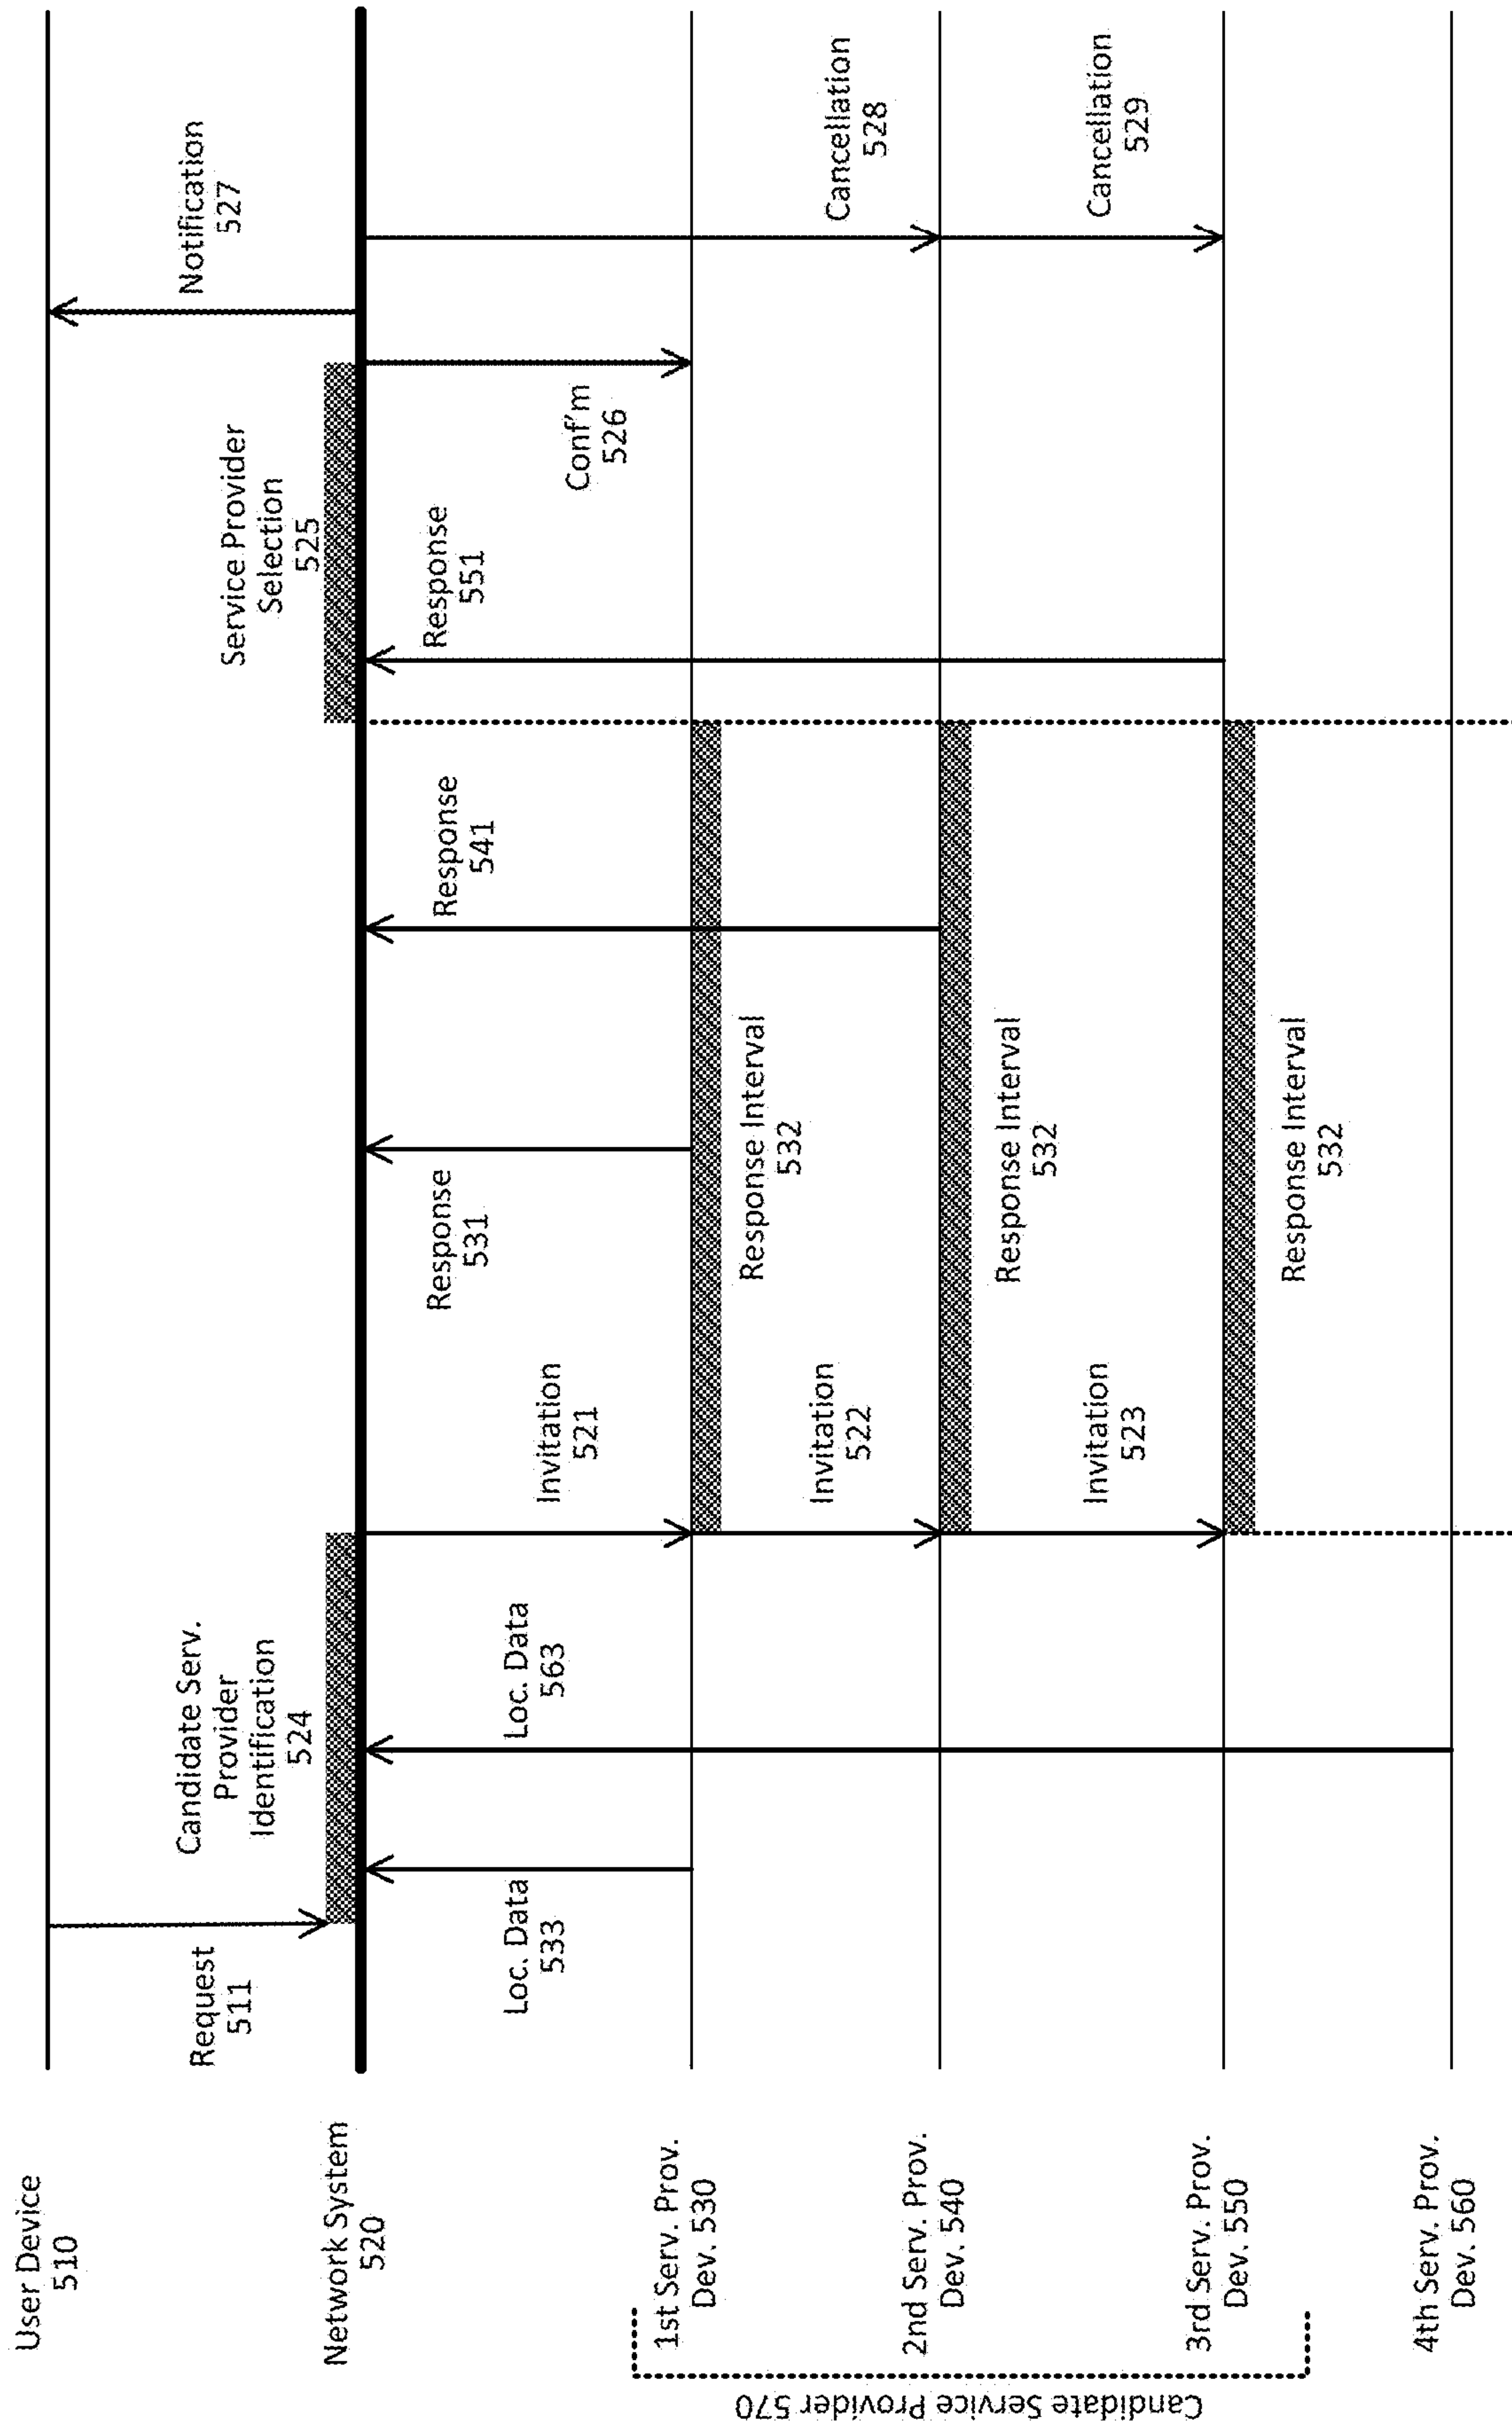 User Device
510
Network System
520
Candidate Service Provider 570
1st Serv. Prov.
Dev. 530
2nd Serv. Prov.
Dev. 540
3rd Serv. Prov.
Dev. 550
4th Serv. Prov.
Dev. 560
Request
511
Candidate Serv.
Provider
Identification
524
Loc. Data
533
Loc. Data
563
Invitation
521
Invitation
522
Invitation
523
Response
531
Response
541
Response Interval
532
Response Interval
532
Response Interval
532
Response
551
Service Provider
Selection
525
Conf'm
526
Notification
527
Cancellation
528
Cancellation
529